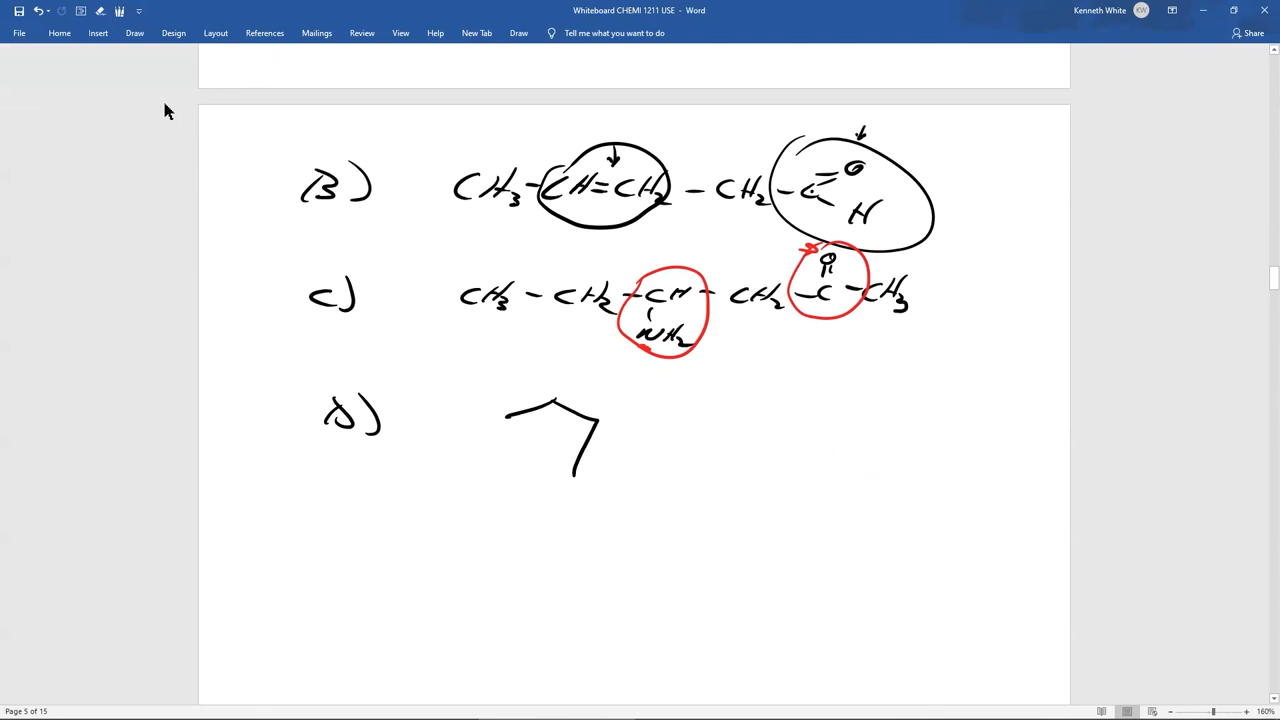 Whiteboard CHEMI 1211 USE - Word
Kenneth White KW
File Home Insert Draw Design Layout References Mailings Review View Help New Tab Draw Tell me what you want to do Share
B) CH3-CH=CH2-CH2-C=O
H
O
C) CH3-CH2-CH-CH2-C-CH3
NH2
D)
Page 5 of 15 160%